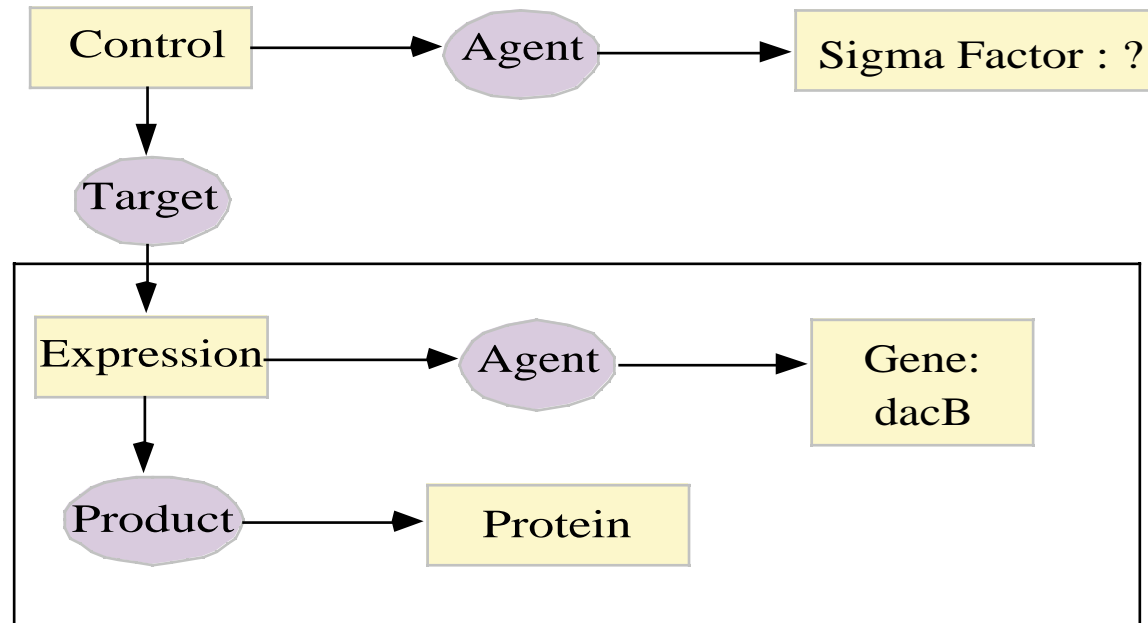 Control
Agent
Sigma Factor : ?
Target
Expression
Agent
Gene:
dacB
Product
Protein